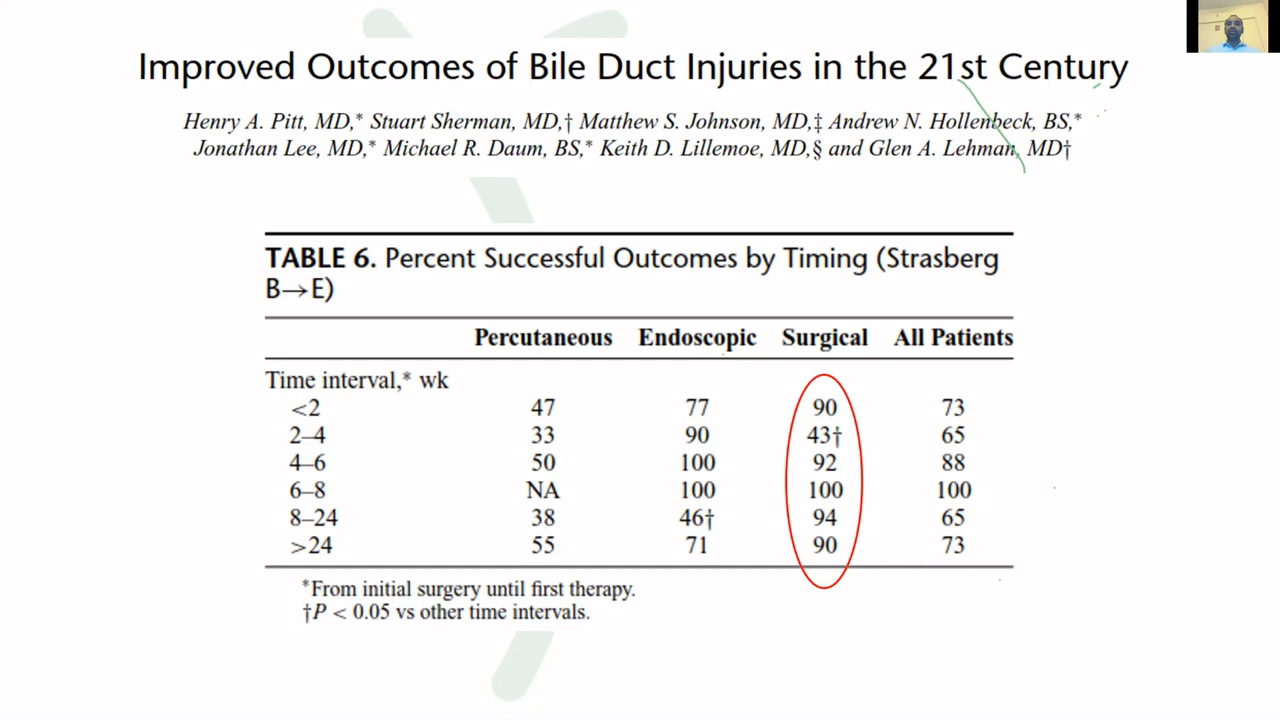 Improved Outcomes of Bile Duct Injuries in the 21st Century
Henry A. Pitt, MD,* Stuart Sherman, MD,† Matthew S. Johnson, MD,‡ Andrew N. Hollenbeck, BS,*
Jonathan Lee, MD,* Michael R. Daum, BS,* Keith D. Lillemoe, MD,§ and Glen A. Lehman, MD†
TABLE 6. Percent Successful Outcomes by Timing (Strasberg
B→E)
Percutaneous Endoscopic Surgical All Patients
Time interval,* wk
<2 47 77 90 73
2–4 33 90 43† 65
4–6 50 100 92 88
6–8 NA 100 100 100
8–24 38 46† 94 65
>24 55 71 90 73
*From initial surgery until first therapy.
†P < 0.05 vs other time intervals.